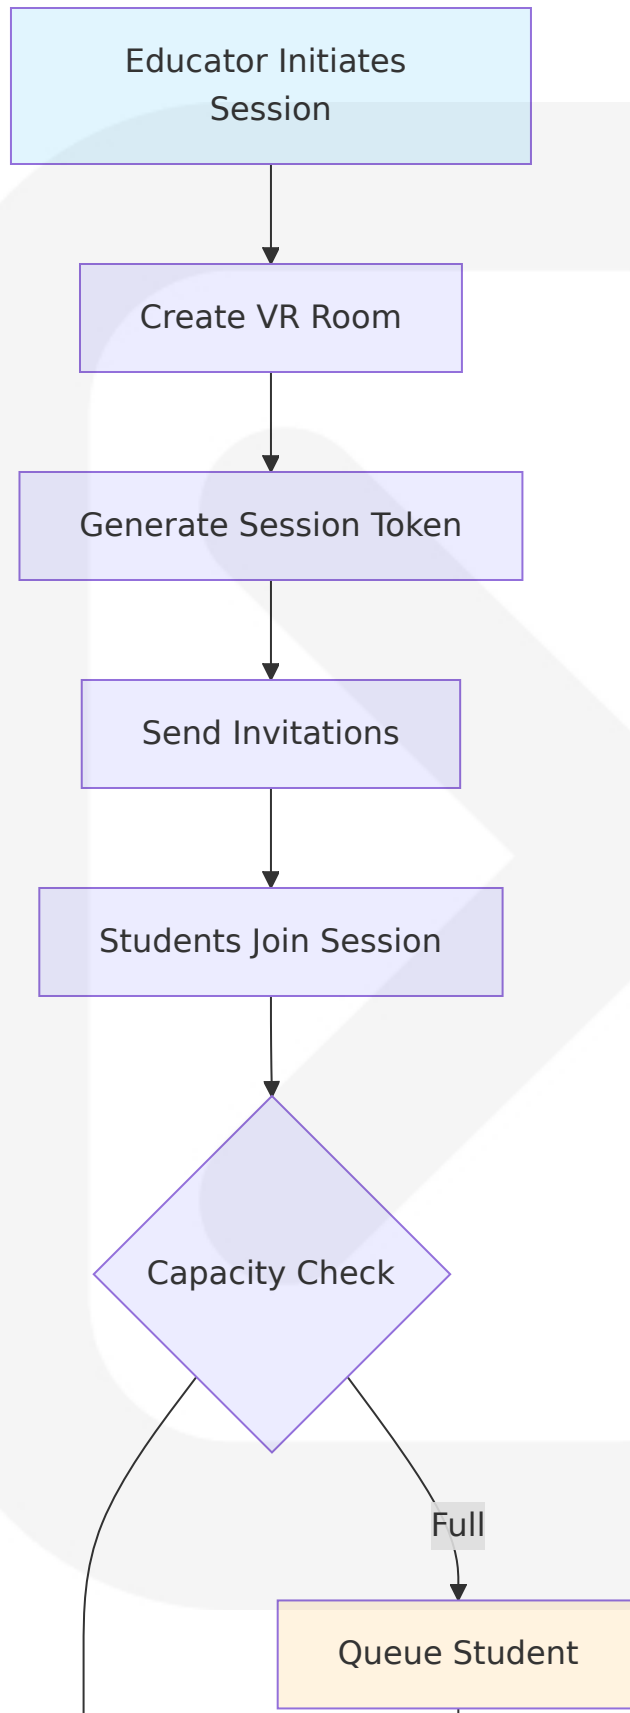 Educator Initiates
Session
Create VR Room
Generate Session Token
Send Invitations
Students Join Session
Capacity Check
Full
Queue Student